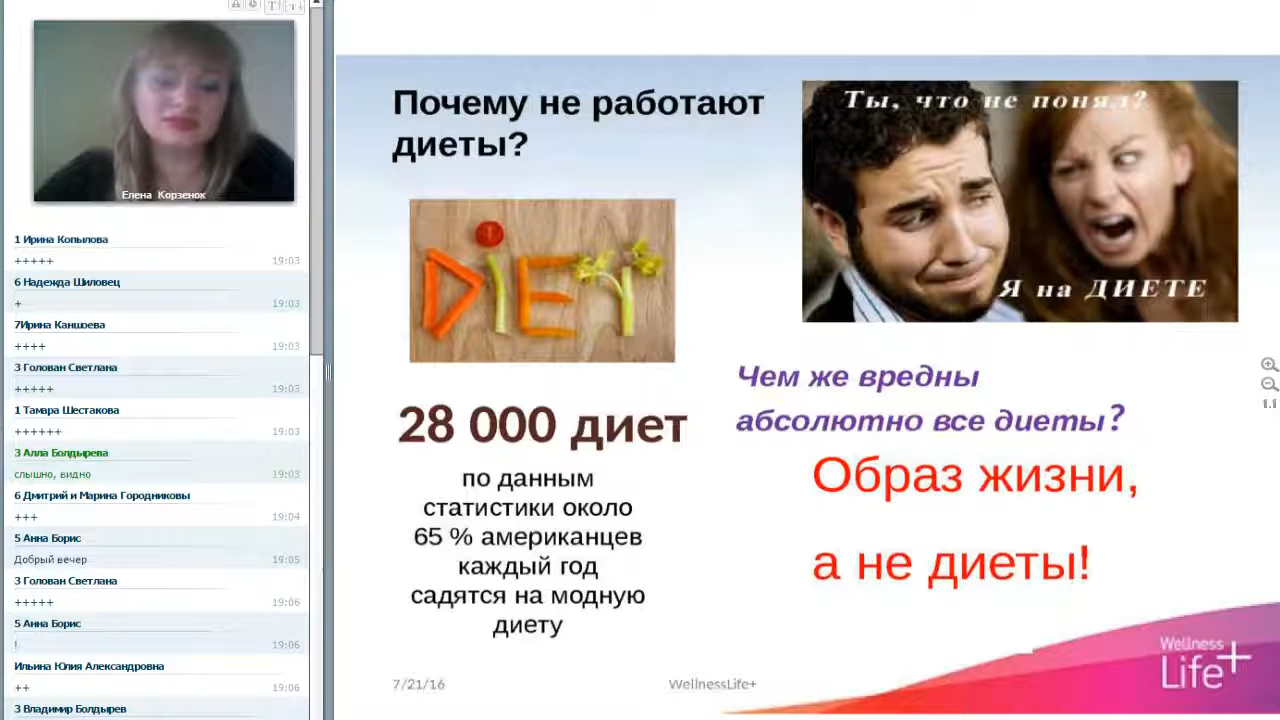 Елена Корзенок
1 Ирина Копылова
+++++ 19:03
6 Надежда Шиловец
+ 19:03
7Ирина Каншоева
++++ 19:03
3 Голован Светлана
+++++ 19:03
1 Тамара Шестакова
++++++ 19:03
3 Алла Болдырева
слышно, видно 19:03
6 Дмитрий и Марина Городниковы
+++ 19:04
5 Анна Борис
Добрый вечер 19:05
3 Голован Светлана
+++++ 19:06
5 Анна Борис
! 19:06
Ильина Юлия Александровна
++ 19:06
3 Владимир Болдырев
Почему не работают
диеты?
DiET
28 000 диет
по данным
статистики около
65 % американцев
каждый год
садятся на модную
диету
Ты, что не понял?
Я на ДИЕТЕ
Чем же вредны
абсолютно все диеты?
Образ жизни,
а не диеты!
7/21/16
WellnessLife+
Wellness
Life+
1.1